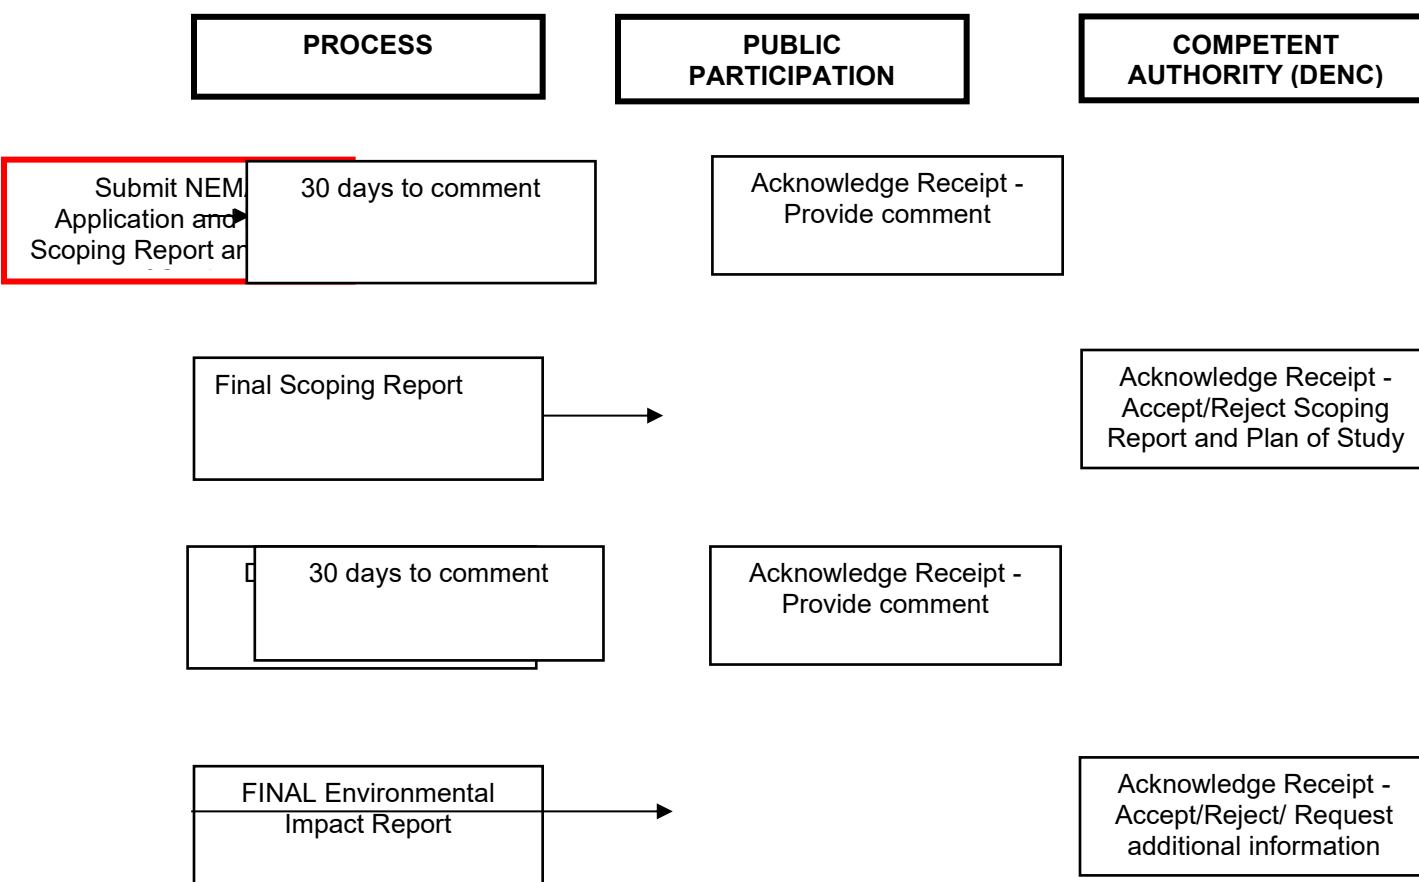 PROCESS
PUBLIC
PARTICIPATION
COMPETENT
AUTHORITY (DENC)
Submit
Application and
Scoping Report
30 days to comment
Acknowledge Receipt -
Provide comment
Final Scoping Report
Acknowledge Receipt -
Accept/Reject Scoping
Report and Plan of Study
30 days to comment
Acknowledge Receipt -
Provide comment
FINAL Environmental
Impact Report
Acknowledge Receipt -
Accept/Reject/ Request
additional information